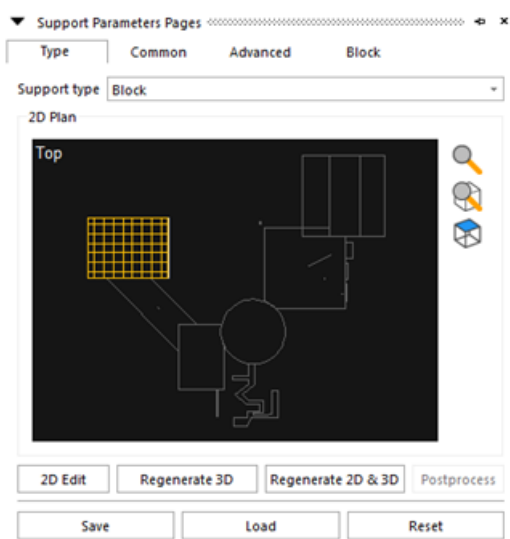 Support Parameters Pages
Type Common Advanced Block
Support type Block
2D Plan
Top
2D Edit Regenerate 3D Regenerate 2D & 3D Postprocess
Save Load Reset